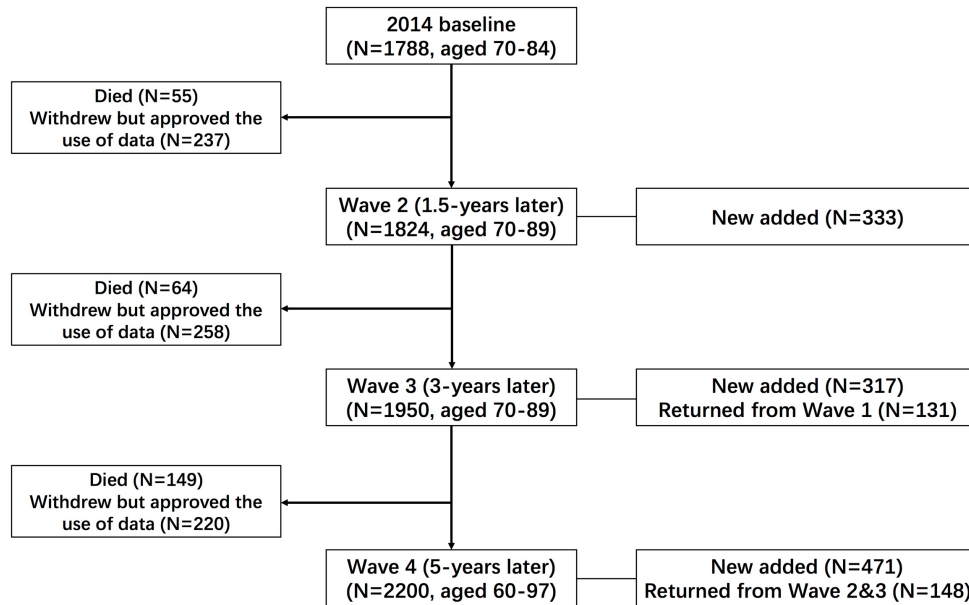 2014 baseline
(N=1788, aged 70-84)
Died (N=55)
Withdrew but approved the
use of data (N=237)
Wave 2 (1.5-years later)
(N=1824, aged 70-89)
New added (N=333)
Died (N=64)
Withdrew but approved the
use of data (N=258)
Wave 3 (3-years later)
(N=1950, aged 70-89)
New added (N=317)
Returned from Wave 1 (N=131)
Died (N=149)
Withdrew but approved the
use of data (N=220)
Wave 4 (5-years later)
(N=2200, aged 60-97)
New added (N=471)
Returned from Wave 2&3 (N=148)